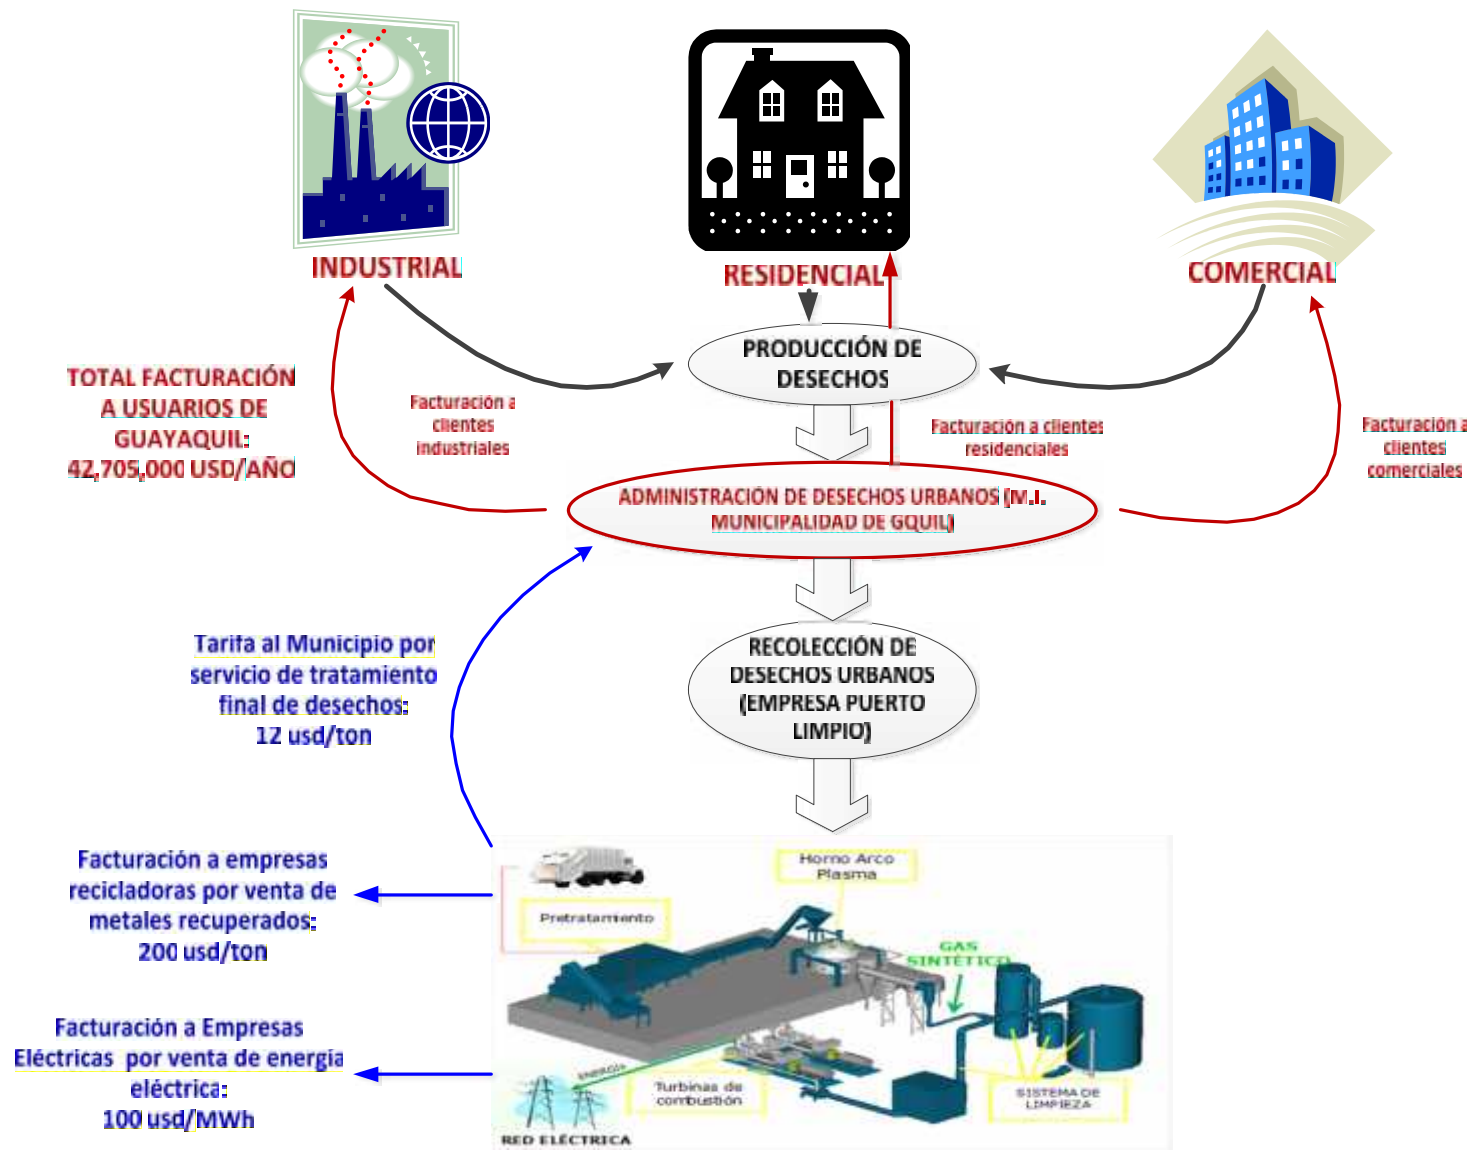 INDUSTRIAL
RESIDENCIAL
COMERCIAL
PRODUCCIÓN DE
DESECHOS
TOTAL FACTURACIÓN
A USUARIOS DE
GUAYAQUIL:
42,705,000 USD/AÑO
Facturación a
clientes
industriales
Facturación a clientes
residenciales
Facturación a
clientes
comerciales
ADMINISTRACIÓN DE DESECHOS URBANOS (M.I.
MUNICIPALIDAD DE GQUIL)
Tarifa al Municipio por
servicio de tratamiento
final de desechos:
12 usd/ton
RECOLECCIÓN DE
DESECHOS URBANOS
(EMPRESA PUERTO
LIMPIO)
Facturación a empresas
recicladoras por venta de
metales recuperados:
200 usd/ton
Facturación a Empresas
Eléctricas por venta de energía
eléctrica:
100 usd/MWh
Horno Arco
Plasma
Pretratamiento
GAS
SINTÉTICO
ENERGÍA
Turbinas de
combustión
SISTEMA DE
LIMPIEZA
RED ELÉCTRICA